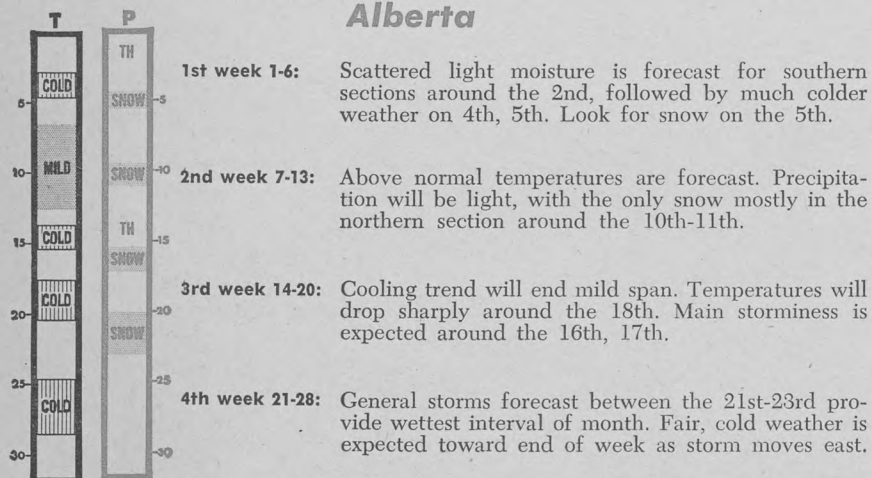 T
P
Alberta
TH
COLD
SNOW
5-
-5
MILD
SNOW
10-
-10
TH
COLD
15-
-15
SNOW
COLD
20-
-20
SNOW
25-
-25
COLD
30-
-30
1st week 1-6: Scattered light moisture is forecast for southern
sections around the 2nd, followed by much colder
weather on 4th, 5th. Look for snow on the 5th.
2nd week 7-13: Above normal temperatures are forecast. Precipita-
tion will be light, with the only snow mostly in the
northern section around the 10th-11th.
3rd week 14-20: Cooling trend will end mild span. Temperatures will
drop sharply around the 18th. Main storminess is
expected around the 16th, 17th.
4th week 21-28: General storms forecast between the 21st-23rd pro-
vide wettest interval of month. Fair, cold weather is
expected toward end of week as storm moves east.